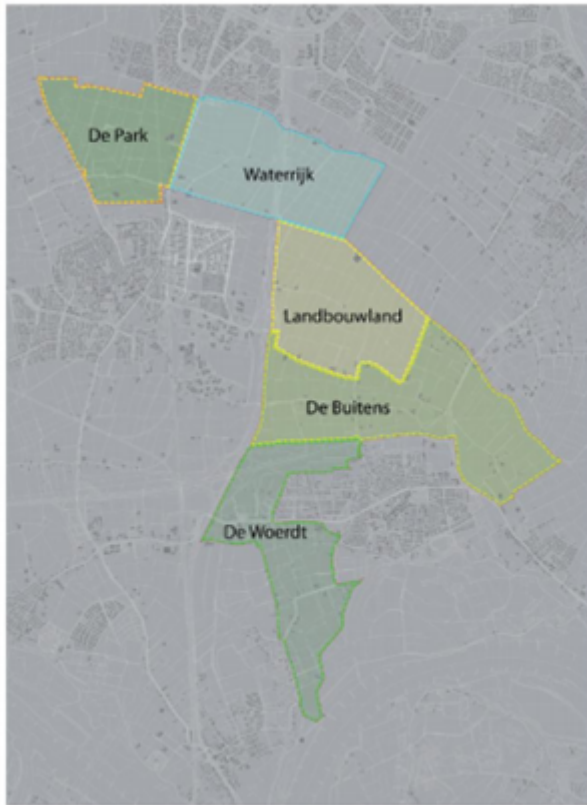 De Park
Waterrijk
Landbouwland
De Buitens
De Woerdt